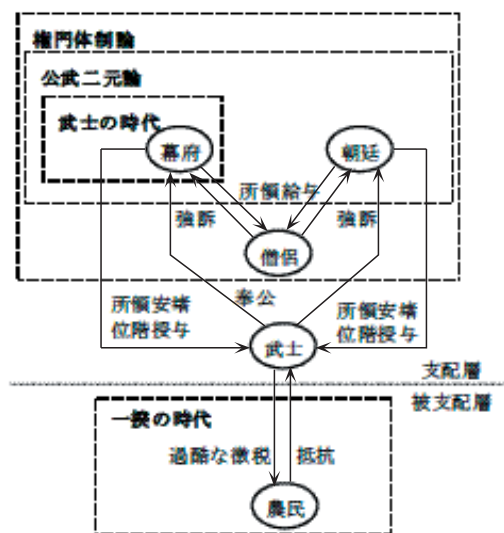 権門体制論
公武二元論
武士の時代
幕府
朝廷
所領給与
強訴
強訴
僧侶
奉公
所領安堵
位階授与
所領安堵
位階授与
武士
支配層
被支配層
一揆の時代
過酷な徴税
抵抗
農民